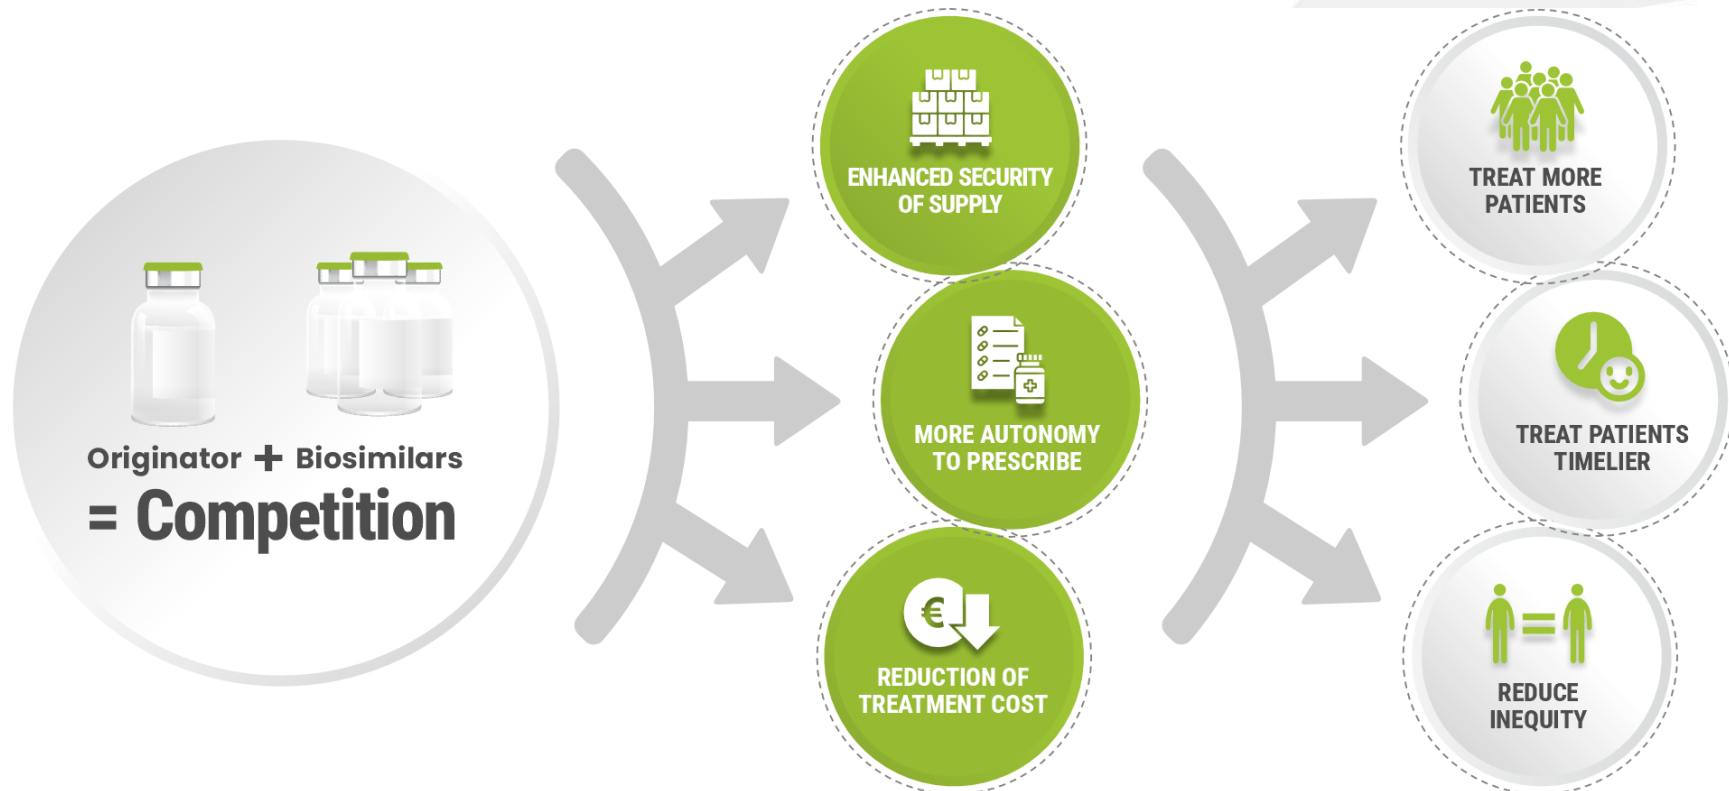 Originator + Biosimilars
= Competition
ENHANCED SECURITY
OF SUPPLY
MORE AUTONOMY
TO PRESCRIBE
€
REDUCTION OF
TREATMENT COST
TREAT MORE
PATIENTS
TREAT PATIENTS
TIMELIER
REDUCE
INEQUITY